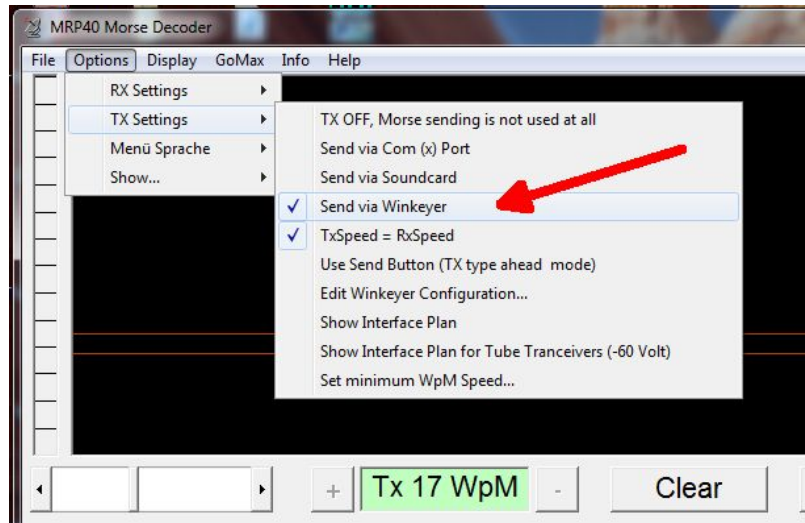 MRP40 Morse Decoder
File Options Display GoMax Info Help
RX Settings
TX Settings
Menü Sprache
Show...
TX OFF, Morse sending is not used at all
Send via Com (x) Port
Send via Soundcard
Send via Winkeyer
TxSpeed = RxSpeed
Use Send Button (TX type ahead mode)
Edit Winkeyer Configuration...
Show Interface Plan
Show Interface Plan for Tube Tranceivers (-60 Volt)
Set minimum WpM Speed...
+ Tx 17 WpM - Clear